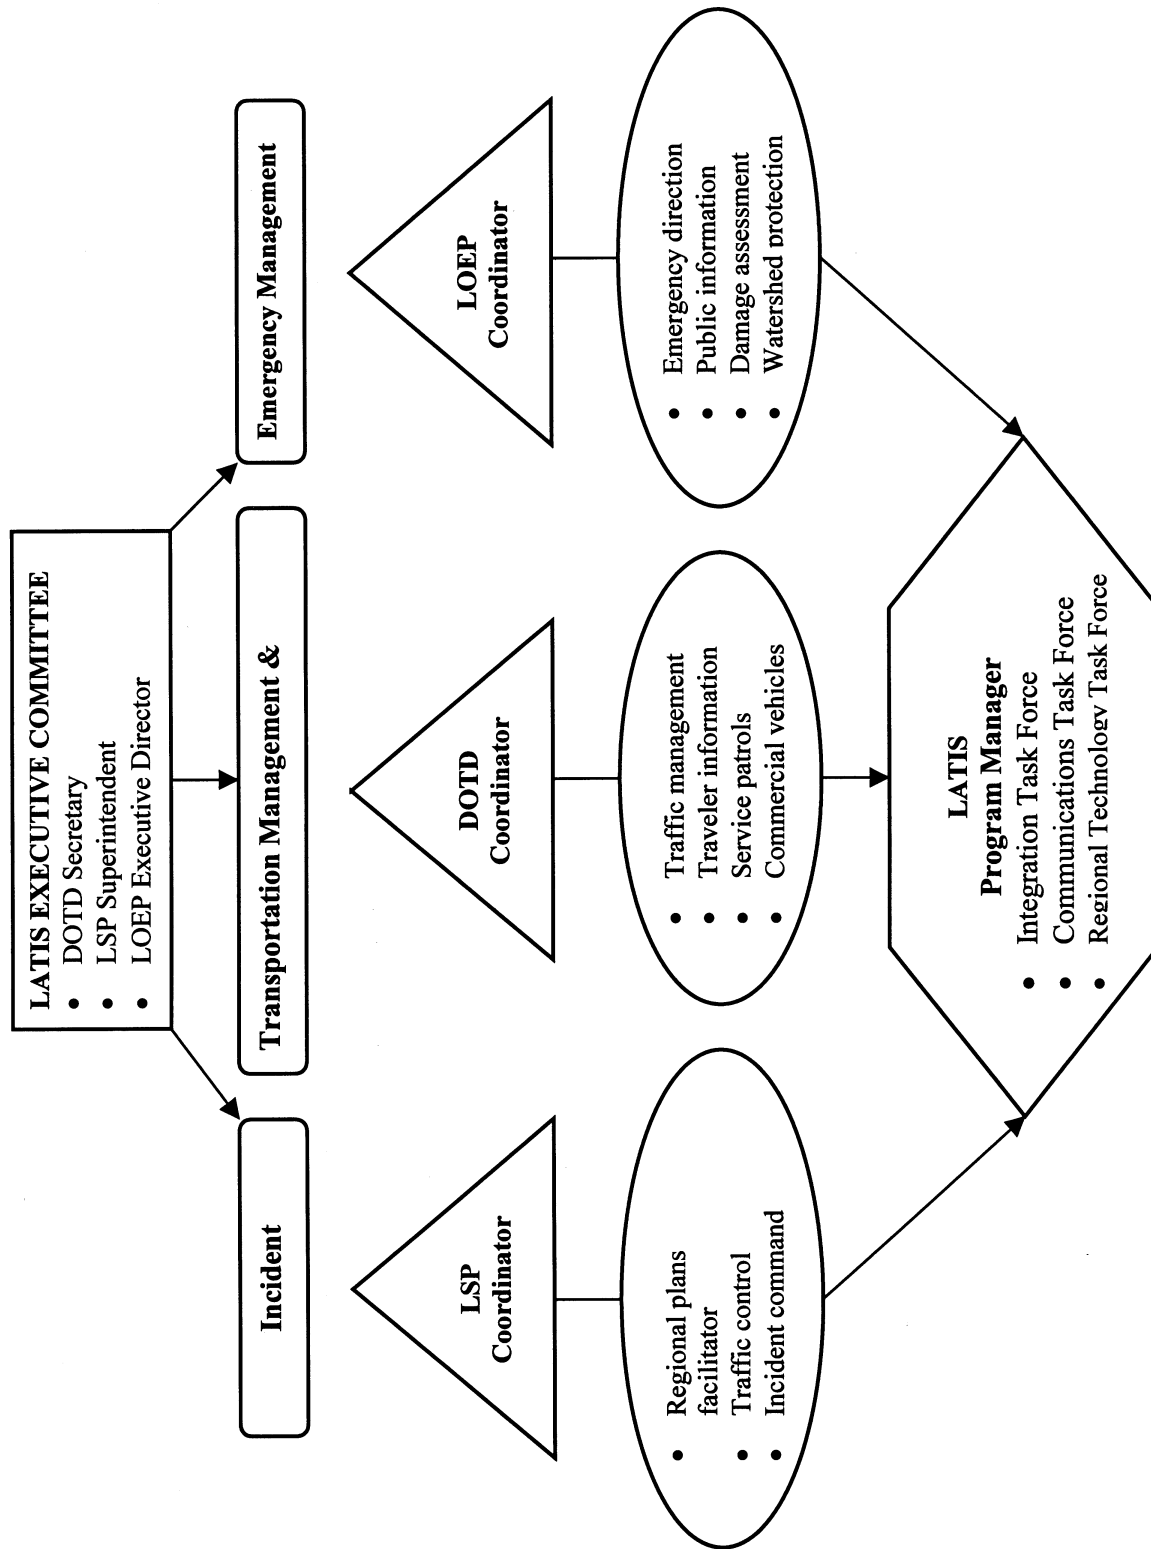 LATIS EXECUTIVE COMMITTEE
• DOTD Secretary
• LSP Superintendent
• LOEP Executive Director
Incident
Transportation Management &
Emergency Management
LSP
Coordinator
DOTD
Coordinator
LOEP
Coordinator
• Regional plans
facilitator
• Traffic control
• Incident command
• Traffic management
• Traveler information
• Service patrols
• Commercial vehicles
• Emergency direction
• Public information
• Damage assessment
• Watershed protection
LATIS
Program Manager
• Integration Task Force
• Communications Task Force
• Regional Technology Task Force